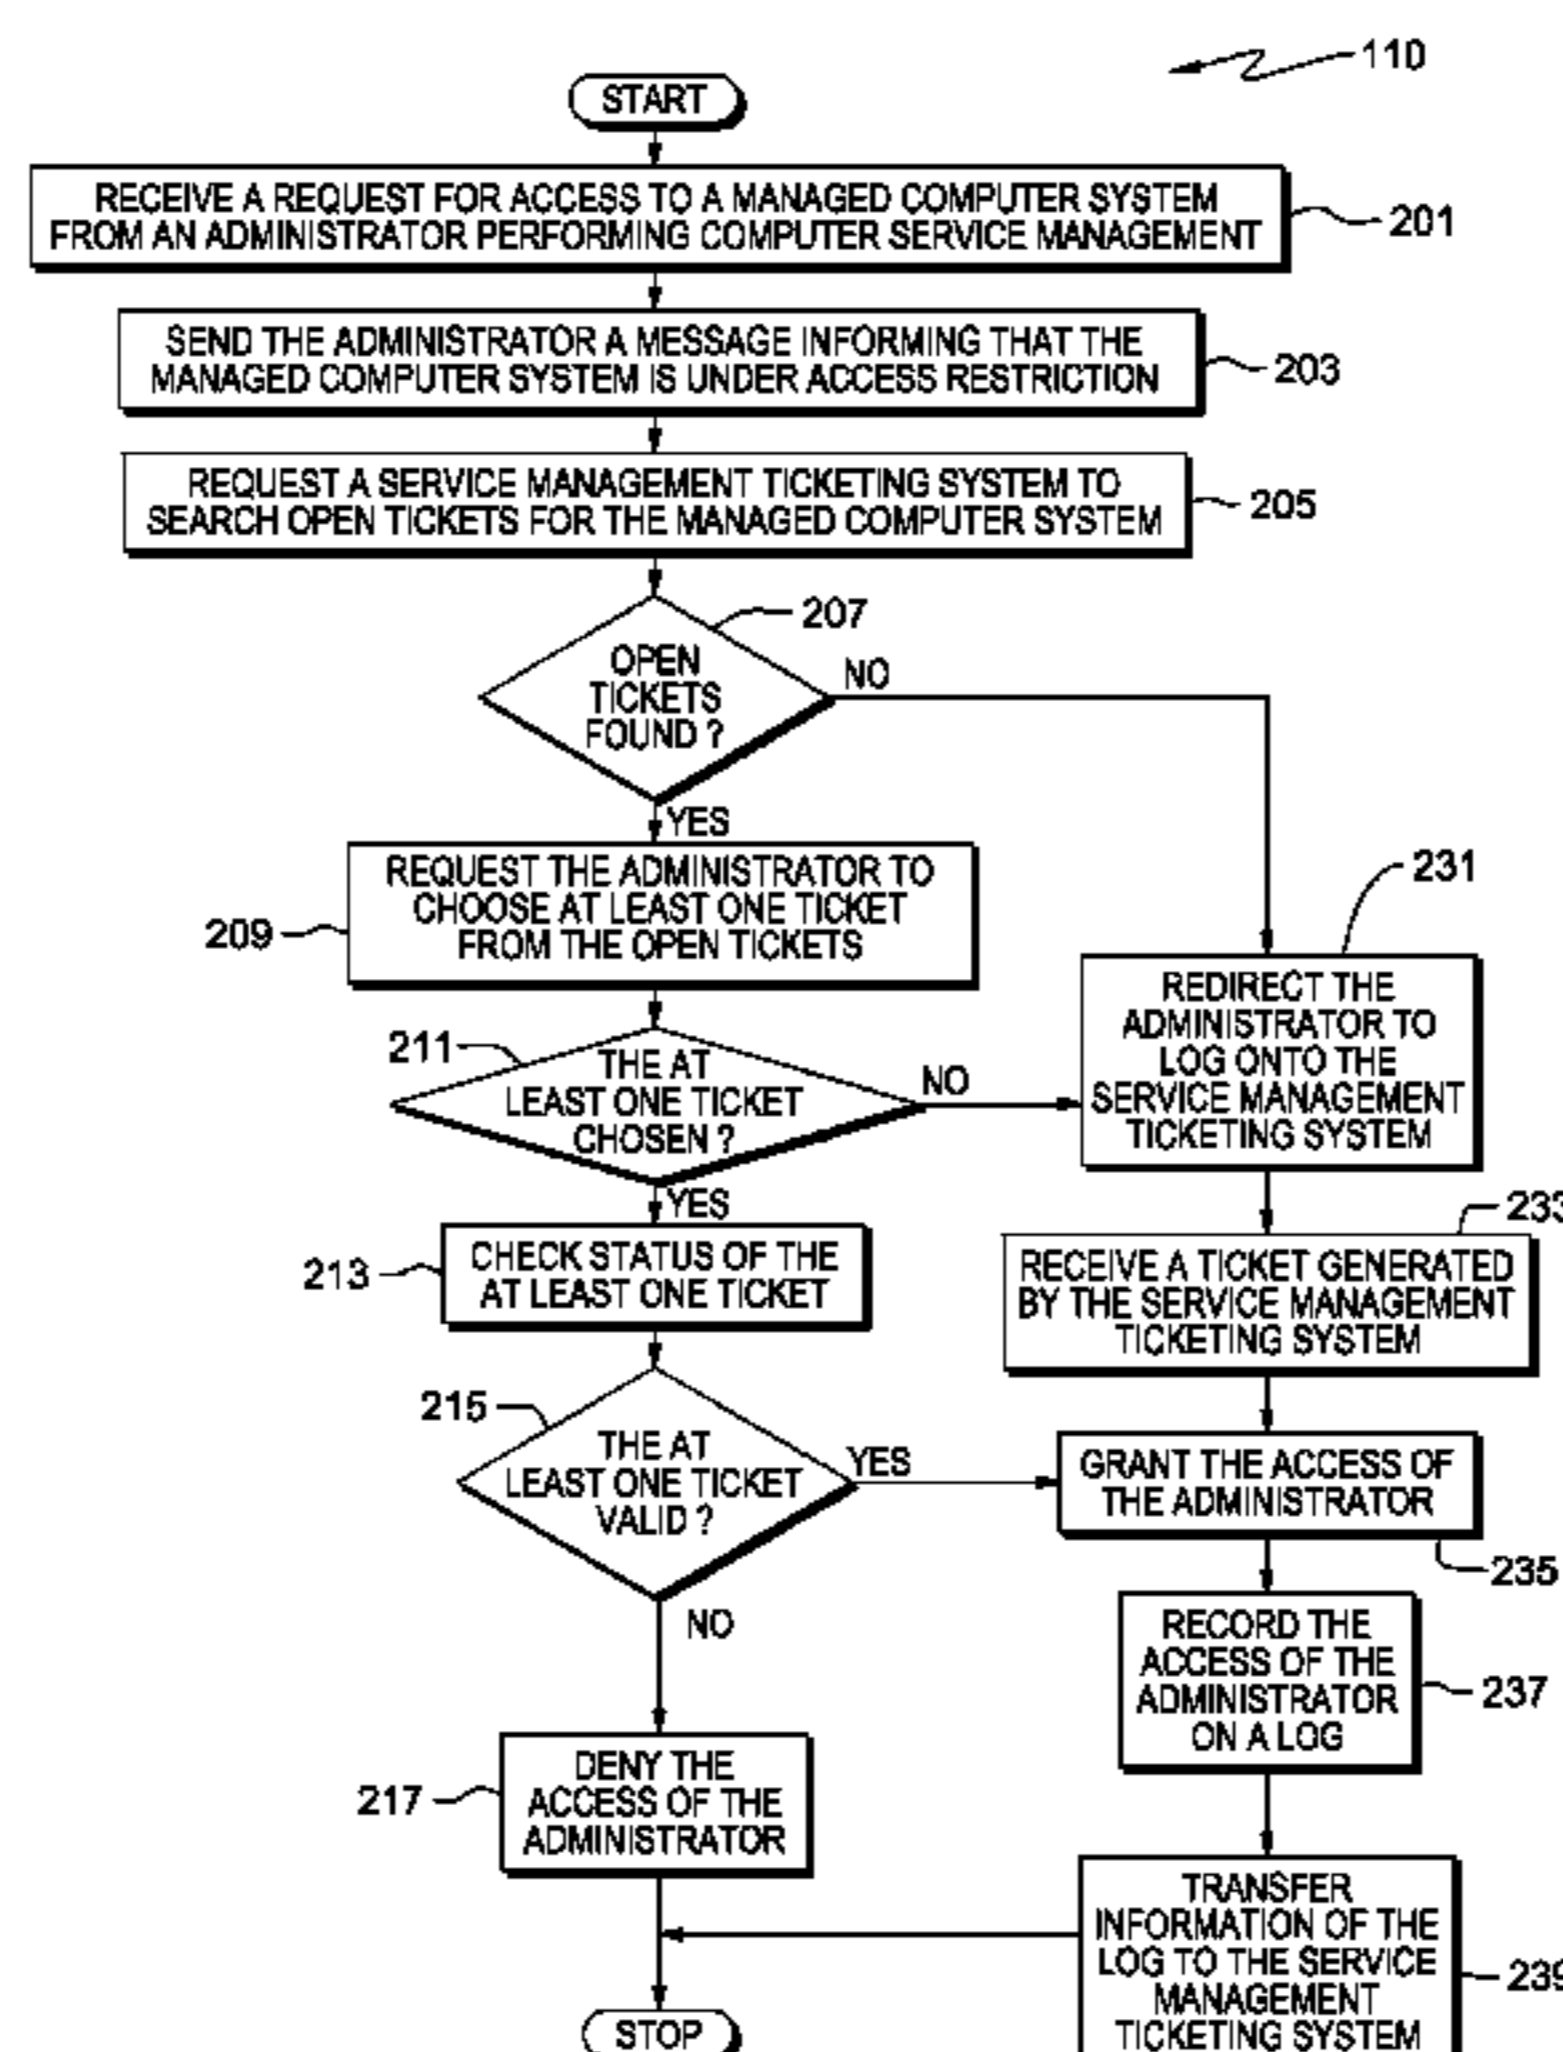 110
START
RECEIVE A REQUEST FOR ACCESS TO A MANAGED COMPUTER SYSTEM
FROM AN ADMINISTRATOR PERFORMING COMPUTER SERVICE MANAGEMENT
201
SEND THE ADMINISTRATOR A MESSAGE INFORMING THAT THE
MANAGED COMPUTER SYSTEM IS UNDER ACCESS RESTRICTION
203
REQUEST A SERVICE MANAGEMENT TICKETING SYSTEM TO
SEARCH OPEN TICKETS FOR THE MANAGED COMPUTER SYSTEM
205
207
OPEN
TICKETS
FOUND ?
NO
YES
REQUEST THE ADMINISTRATOR TO
CHOOSE AT LEAST ONE TICKET
FROM THE OPEN TICKETS
209
231
REDIRECT THE
ADMINISTRATOR TO
LOG ONTO THE
SERVICE MANAGEMENT
TICKETING SYSTEM
211
THE AT
LEAST ONE TICKET
CHOSEN ?
NO
YES
233
RECEIVE A TICKET GENERATED
BY THE SERVICE MANAGEMENT
TICKETING SYSTEM
213
CHECK STATUS OF THE
AT LEAST ONE TICKET
215
THE AT
LEAST ONE TICKET
VALID ?
YES
NO
GRANT THE ACCESS OF
THE ADMINISTRATOR
235
RECORD THE
ACCESS OF THE
ADMINISTRATOR
ON A LOG
237
217
DENY THE
ACCESS OF THE
ADMINISTRATOR
TRANSFER
INFORMATION OF THE
LOG TO THE SERVICE
MANAGEMENT
TICKETING SYSTEM
239
STOP